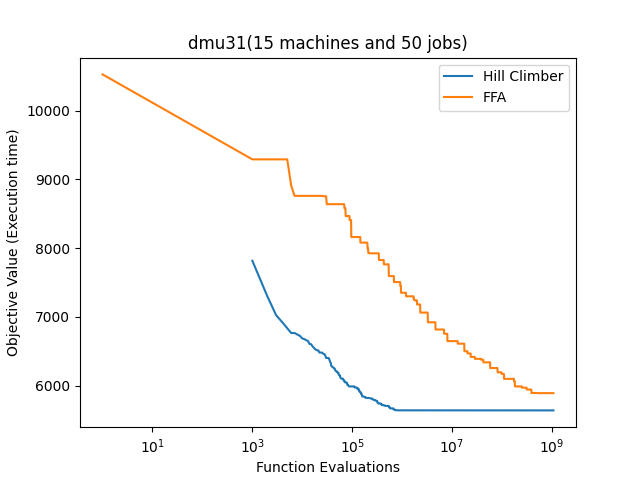 dmu31(15 machines and 50 jobs)
Hill Climber
FFA
Objective Value (Execution time)
10000
9000
8000
7000
6000
10¹
10³
10⁵
10⁷
10⁹
Function Evaluations